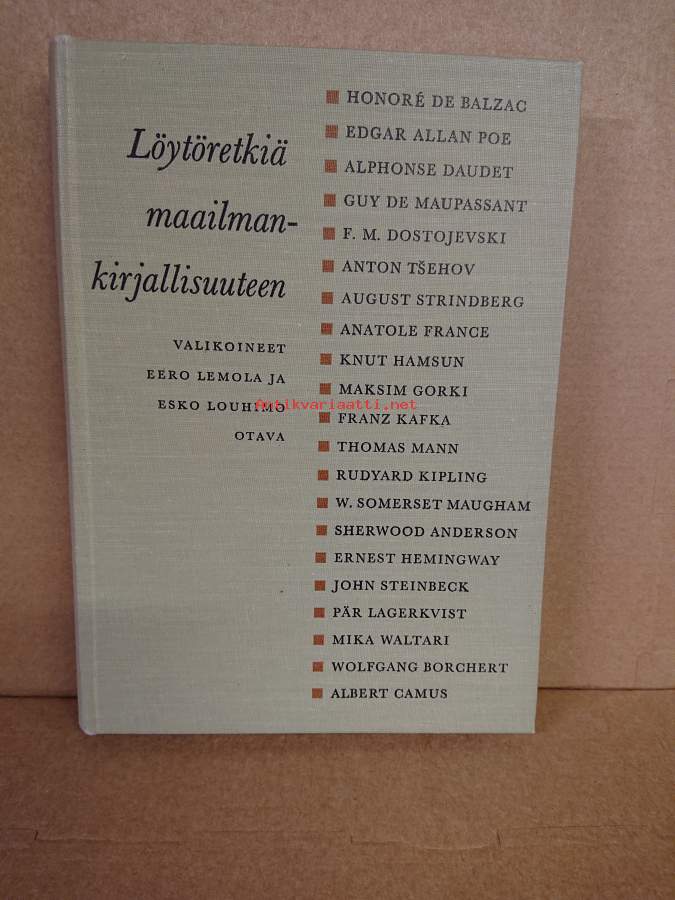 Löytöretkiä
maailman-
kirjallisuuteen
VALIKOINEET
EERO LEMOLA JA
ESKO LOUHIMO
OTAVA
HONORÉ DE BALZAC
EDGAR ALLAN POE
ALPHONSE DAUDET
GUY DE MAUPASSANT
F. M. DOSTOJEVSKI
ANTON TŠEHOV
AUGUST STRINDBERG
ANATOLE FRANCE
KNUT HAMSUN
MAKSIM GORKI
FRANZ KAFKA
THOMAS MANN
RUDYARD KIPLING
W. SOMERSET MAUGHAM
SHERWOOD ANDERSON
ERNEST HEMINGWAY
JOHN STEINBECK
PÄR LAGERKVIST
MIKA WALTARI
WOLFGANG BORCHERT
ALBERT CAMUS
Antikvariaatti.net